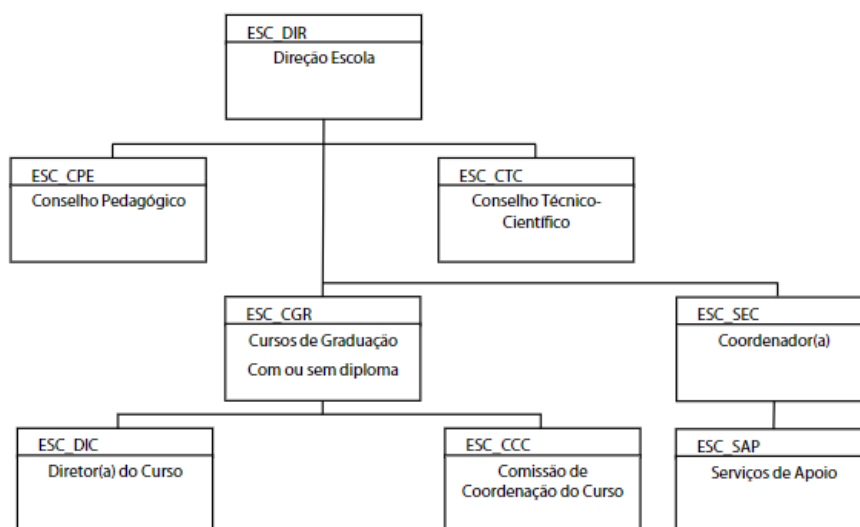 ESC_DIR
Direção Escola
ESC_CPE
Conselho Pedagógico
ESC_CTC
Conselho Técnico-
Científico
ESC_CGR
Cursos de Graduação
Com ou sem diploma
ESC_SEC
Coordenador(a)
ESC_DIC
Diretor(a) do Curso
ESC_CCC
Comissão de
Coordenação do Curso
ESC_SAP
Serviços de Apoio